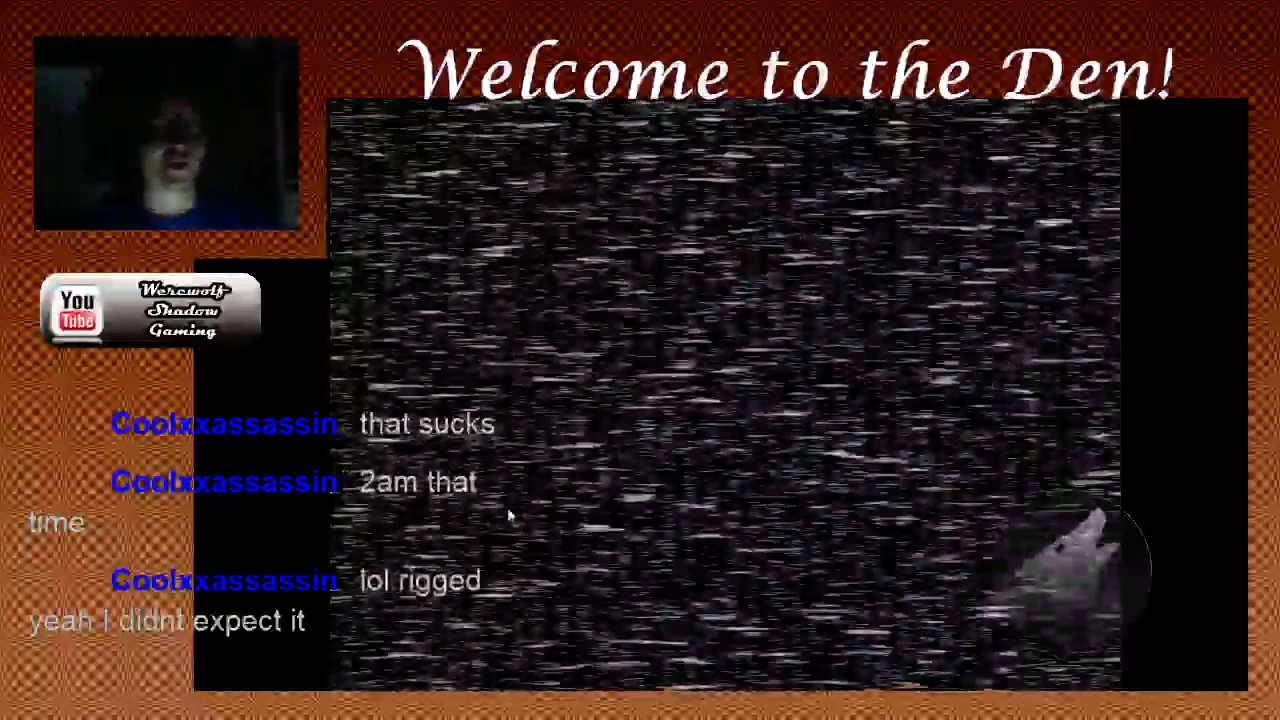 Welcome to the Den!
You
Tube
Werewolf
Shadow
Gaming
Coolxxassassin that sucks
Coolxxassassin 2am that
time
Coolxxassassin lol rigged
yeah I didnt expect it